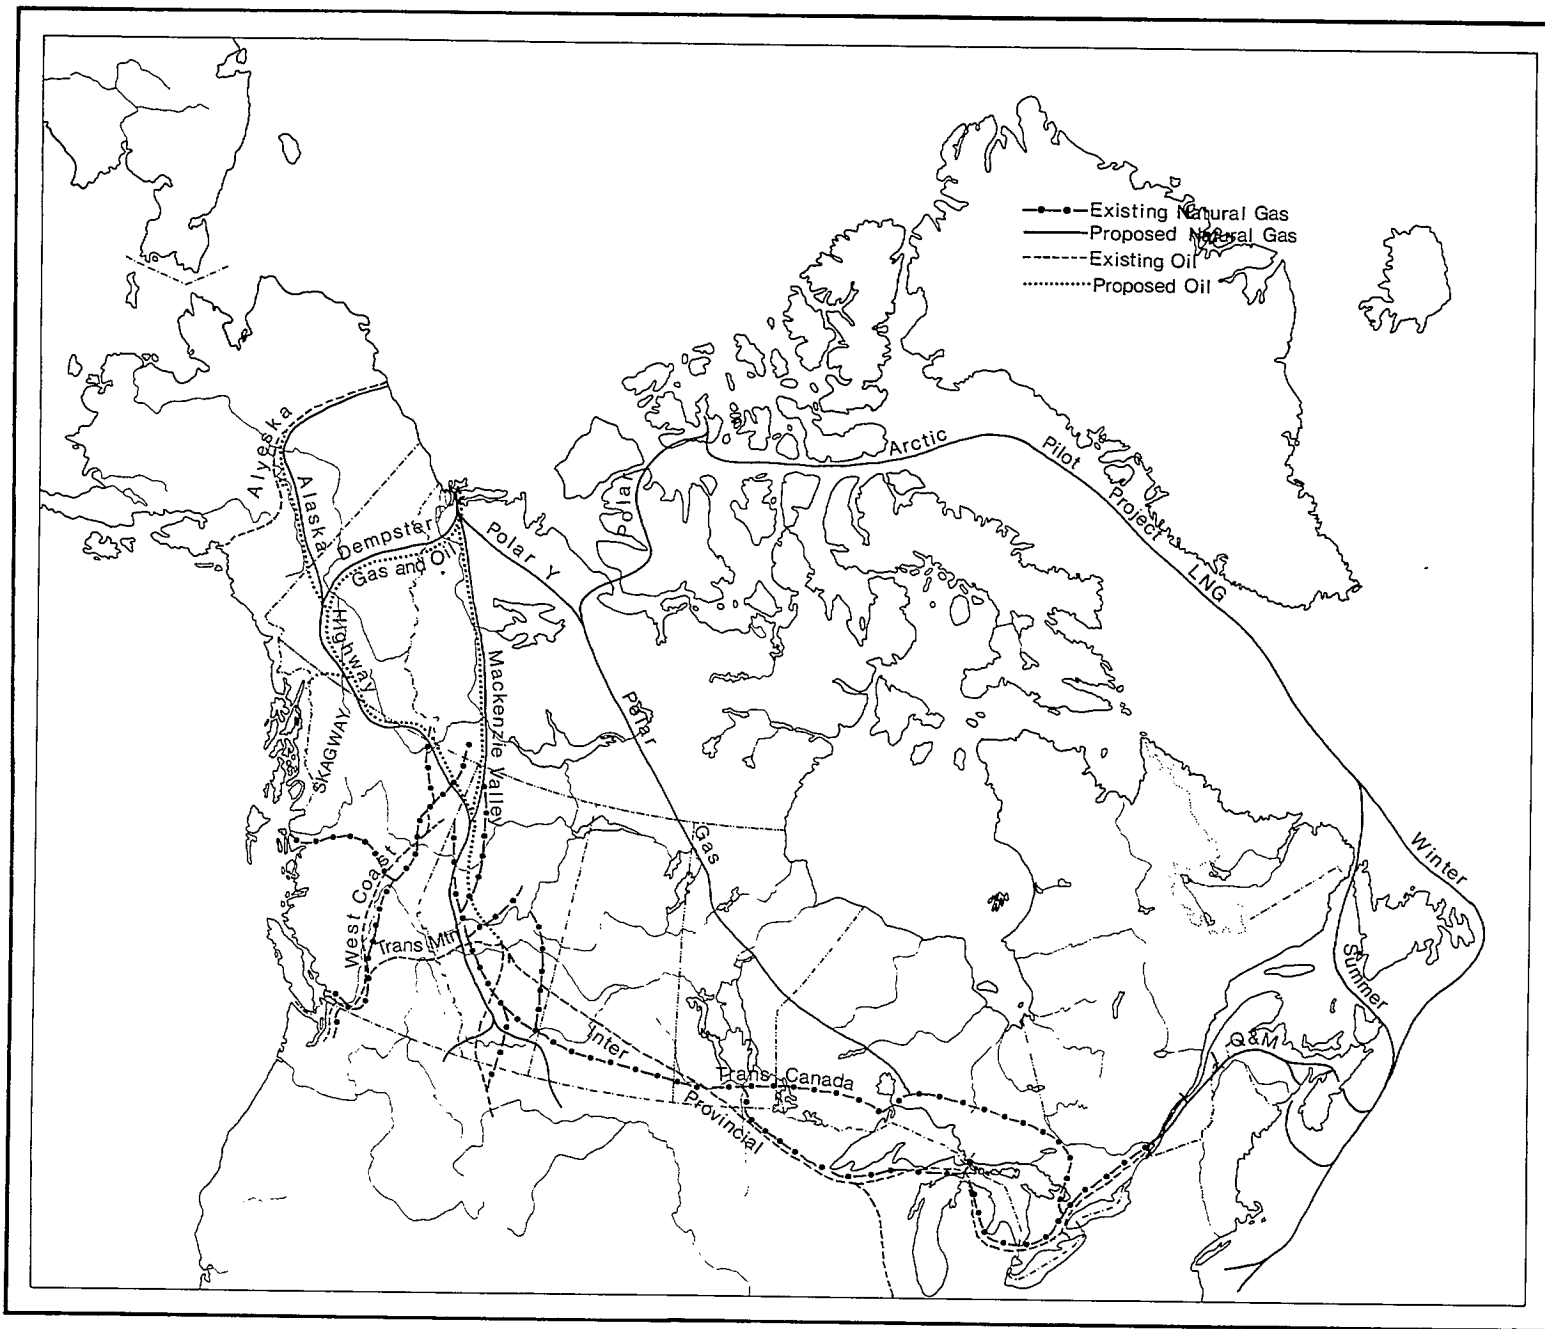 Existing Natural Gas
Proposed Natural Gas
Existing Oil
Proposed Oil
Alyeska
Alaska
Highway
Dempster
Gas and Oil
Polar Y
Polar
Arctic
Pilot
Project
LNG
Mackenzie Valley
SKAGWAY
Polar
Gas
West Coast
Trans Mtn
Inter
Provincial
Trans Canada
Winter
Summer
Q&M